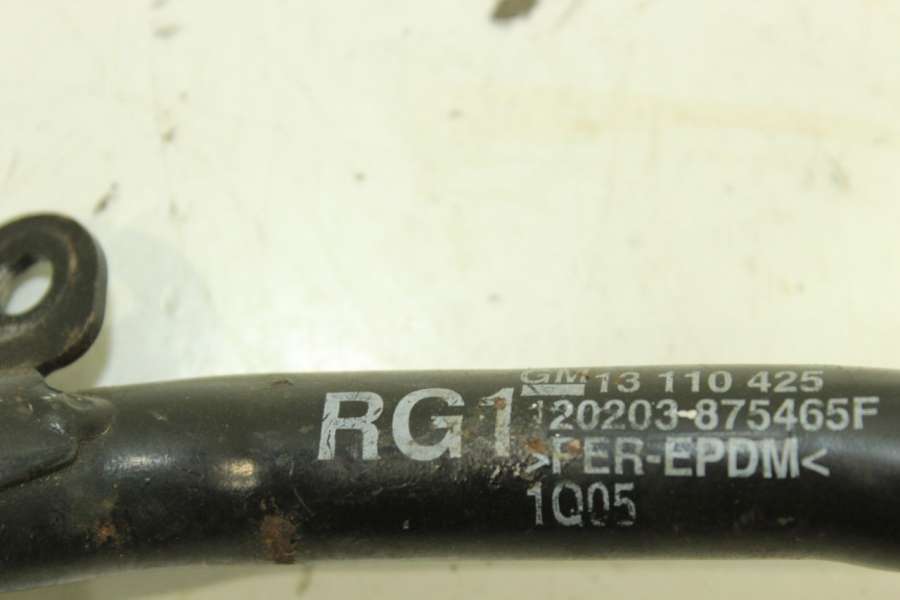 RG1
GM 13 110 425
120203-875465F
>PER-EPDM<
1Q05